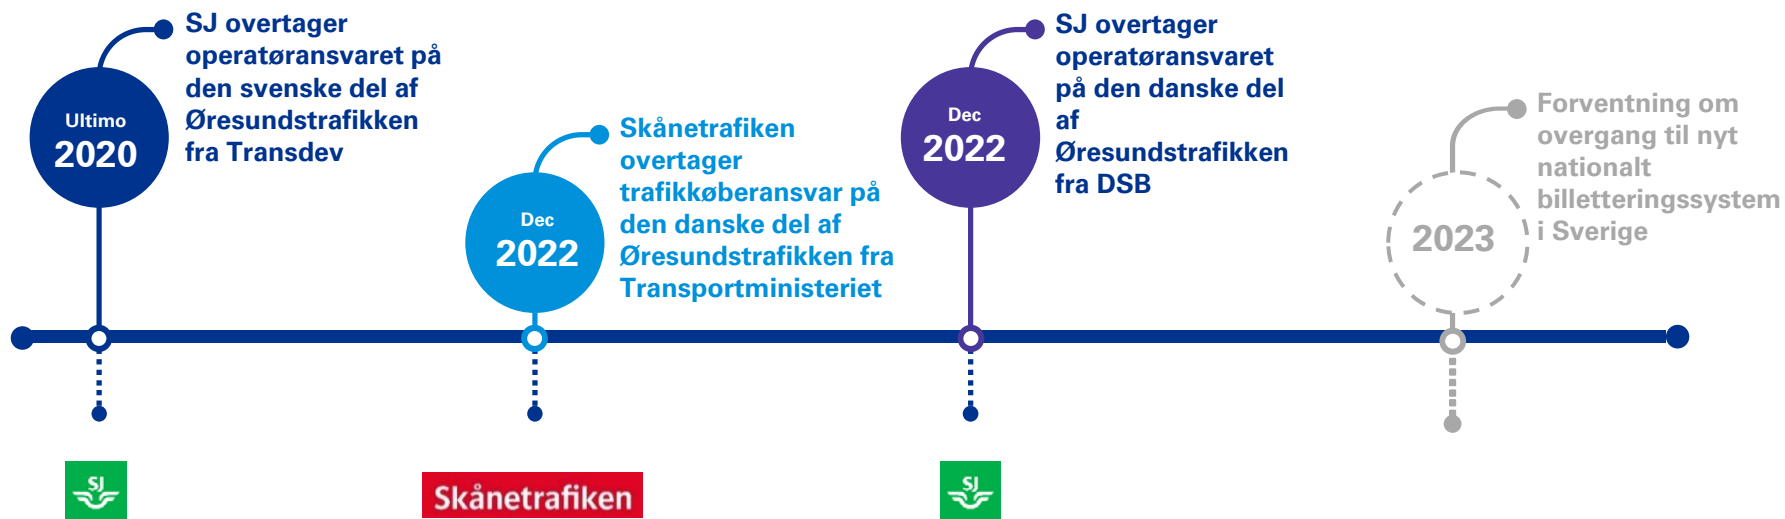 Ultimo
2020
SJ overtager
operatøransvaret på
den svenske del af
Øresundstrafikken
fra Transdev
Dec
2022
Skånetrafiken
overtager
trafikkøberansvar på
den danske del af
Øresundstrafikken fra
Transportministeriet
Dec
2022
SJ overtager
operatøransvaret
på den danske del
af
Øresundstrafikken
fra DSB
2023
Forventning om
overgang til nyt
nationalt
billetteringssystem
i Sverige
SJ
Skånetrafiken
SJ